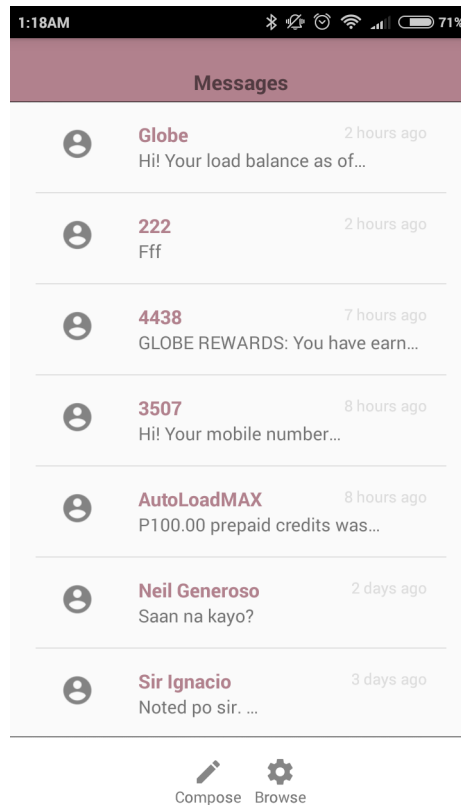 1:18AM 71%
Messages
Globe 2 hours ago
Hi! Your load balance as of...
222 2 hours ago
Fff
4438 7 hours ago
GLOBE REWARDS: You have earn...
3507 8 hours ago
Hi! Your mobile number...
AutoLoadMAX 8 hours ago
P100.00 prepaid credits was...
Neil Generoso 2 days ago
Saan na kayo?
Sir Ignacio 3 days ago
Noted po sir. ...
Compose Browse